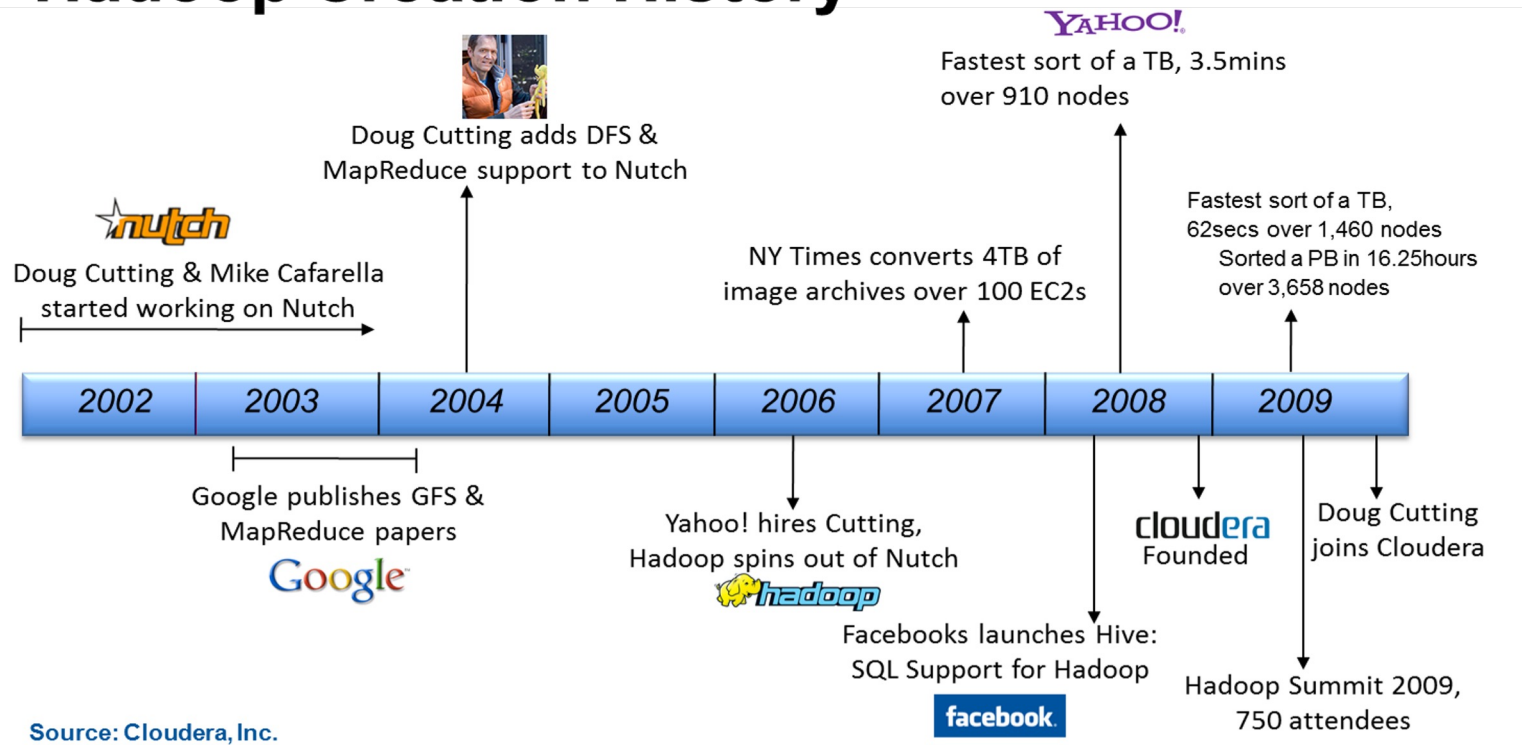 Hadoop Creation History
YAHOO!
Fastest sort of a TB, 3.5mins
over 910 nodes
Doug Cutting adds DFS &
MapReduce support to Nutch
nutch
Doug Cutting & Mike Cafarella
started working on Nutch
NY Times converts 4TB of
image archives over 100 EC2s
Fastest sort of a TB,
62secs over 1,460 nodes
Sorted a PB in 16.25hours
over 3,658 nodes
2002 2003 2004 2005 2006 2007 2008 2009
Google publishes GFS &
MapReduce papers
Google™
Yahoo! hires Cutting,
Hadoop spins out of Nutch
hadoop
Facebooks launches Hive:
SQL Support for Hadoop
facebook.
cloudera
Founded
Doug Cutting
joins Cloudera
Hadoop Summit 2009,
750 attendees
Source: Cloudera, Inc.